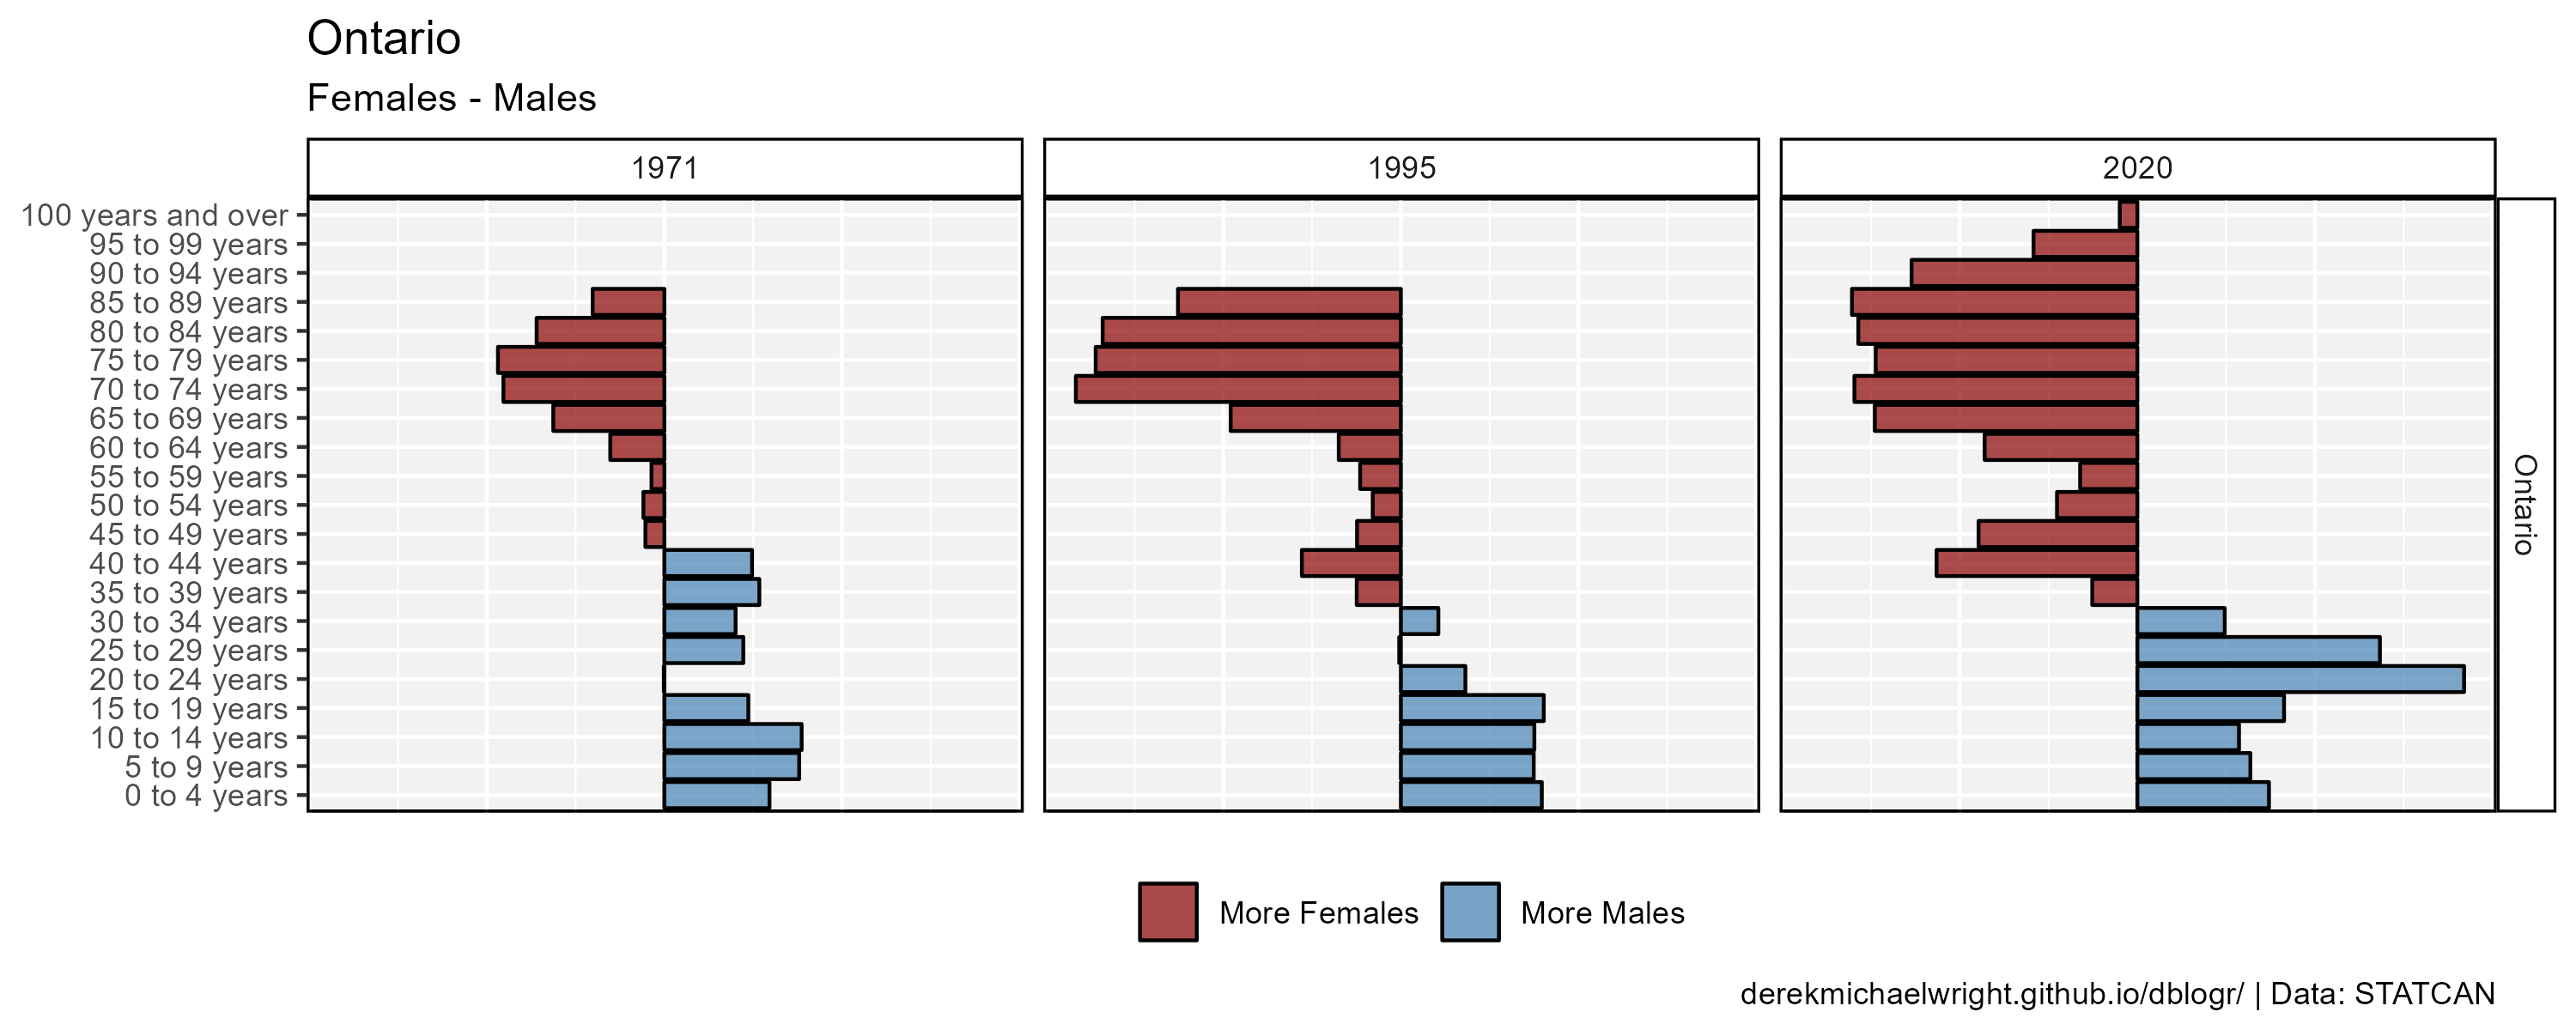 Ontario
Females - Males
1971
1995
2020
100 years and over
95 to 99 years
90 to 94 years
85 to 89 years
80 to 84 years
75 to 79 years
70 to 74 years
65 to 69 years
60 to 64 years
55 to 59 years
50 to 54 years
45 to 49 years
40 to 44 years
35 to 39 years
30 to 34 years
25 to 29 years
20 to 24 years
15 to 19 years
10 to 14 years
5 to 9 years
0 to 4 years
Ontario
More Females
More Males
derekmichaelwright.github.io/dblogr/ | Data: STATCAN